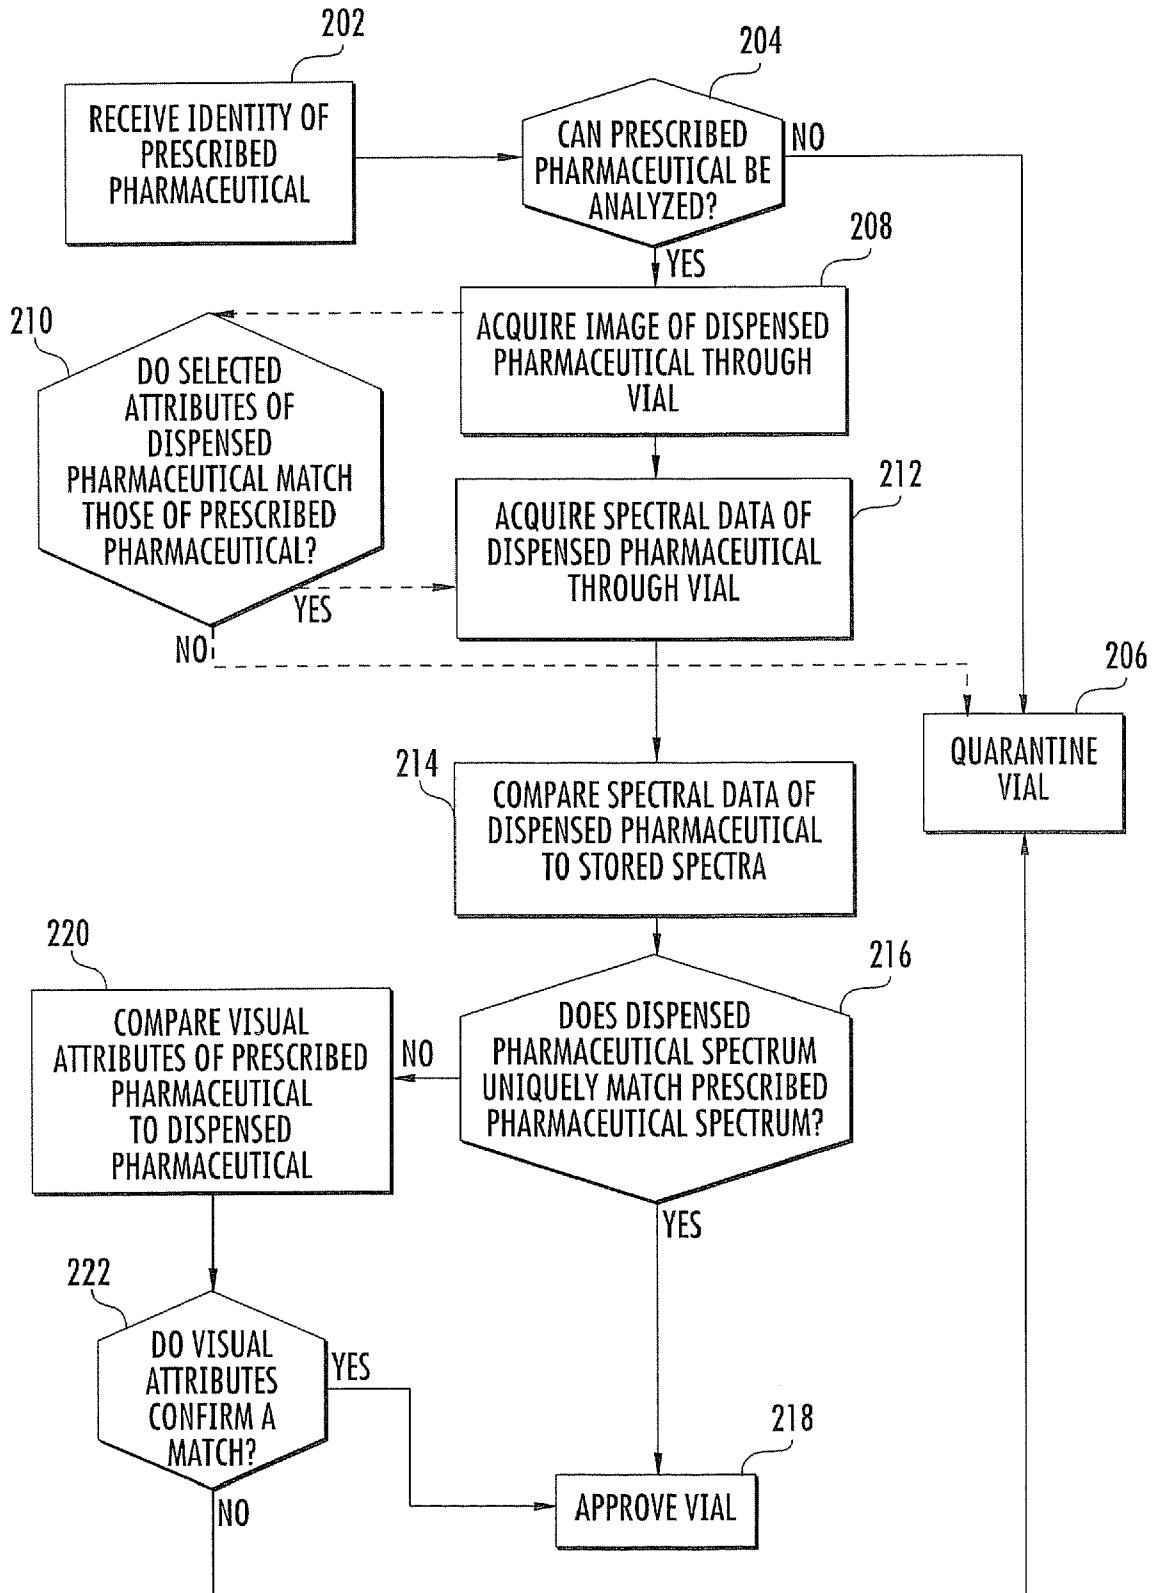 202
RECEIVE IDENTITY OF
PRESCRIBED
PHARMACEUTICAL
204
CAN PRESCRIBED
PHARMACEUTICAL BE
ANALYZED?
NO
YES
208
ACQUIRE IMAGE OF DISPENSED
PHARMACEUTICAL THROUGH
VIAL
210
DO SELECTED
ATTRIBUTES OF
DISPENSED
PHARMACEUTICAL MATCH
THOSE OF PRESCRIBED
PHARMACEUTICAL?
YES
NO
212
ACQUIRE SPECTRAL DATA OF
DISPENSED PHARMACEUTICAL
THROUGH VIAL
206
QUARANTINE
VIAL
214
COMPARE SPECTRAL DATA OF
DISPENSED PHARMACEUTICAL
TO STORED SPECTRA
216
DOES DISPENSED
PHARMACEUTICAL SPECTRUM
UNIQUELY MATCH PRESCRIBED
PHARMACEUTICAL SPECTRUM?
NO
YES
220
COMPARE VISUAL
ATTRIBUTES OF PRESCRIBED
PHARMACEUTICAL
TO DISPENSED
PHARMACEUTICAL
222
DO VISUAL
ATTRIBUTES
CONFIRM A
MATCH?
YES
NO
218
APPROVE VIAL